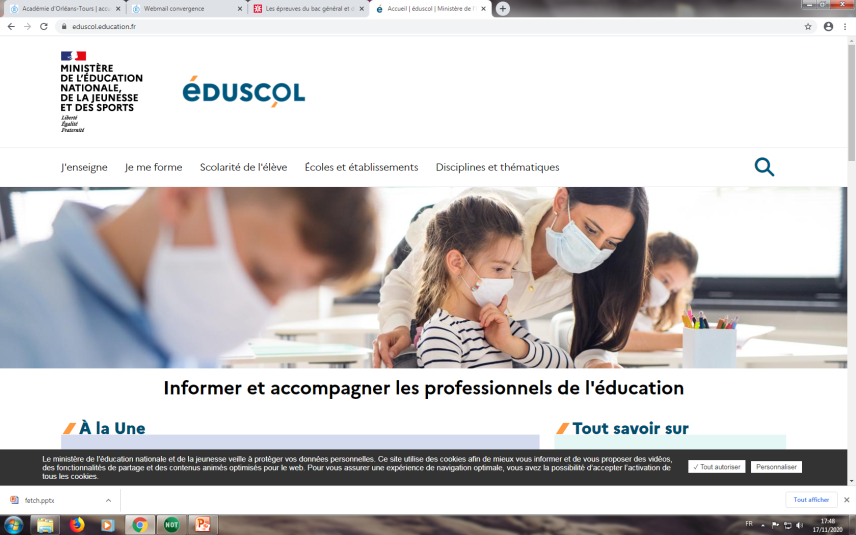 Académie d'Orléans-Tours | acc
Webmail convergence
Les épreuves du bac général et d
Accueil | éduscol | Ministère de l'
eduscol.education.fr
MINISTÈRE
DE L'ÉDUCATION
NATIONALE,
DE LA JEUNESSE
ET DES SPORTS
Liberté
Égalité
Fraternité
éDUSCOL
J'enseigne
Je me forme
Scolarité de l'élève
Écoles et établissements
Disciplines et thématiques
Informer et accompagner les professionnels de l'éducation
À la Une
Tout savoir sur
Le ministère de l'éducation nationale et de la jeunesse veille à protéger vos données personnelles. Ce site utilise des cookies afin de mieux vous informer et de vous proposer des vidéos,
des fonctionnalités de partage et des contenus animés optimisés pour le web. Pour vous assurer une expérience de navigation optimale, vous avez la possibilité d'accepter l'activation de
tous les cookies.
✓ Tout autoriser
Personnaliser
fetch.pptx
Tout afficher
NOT
FR
17:48
17/11/2020